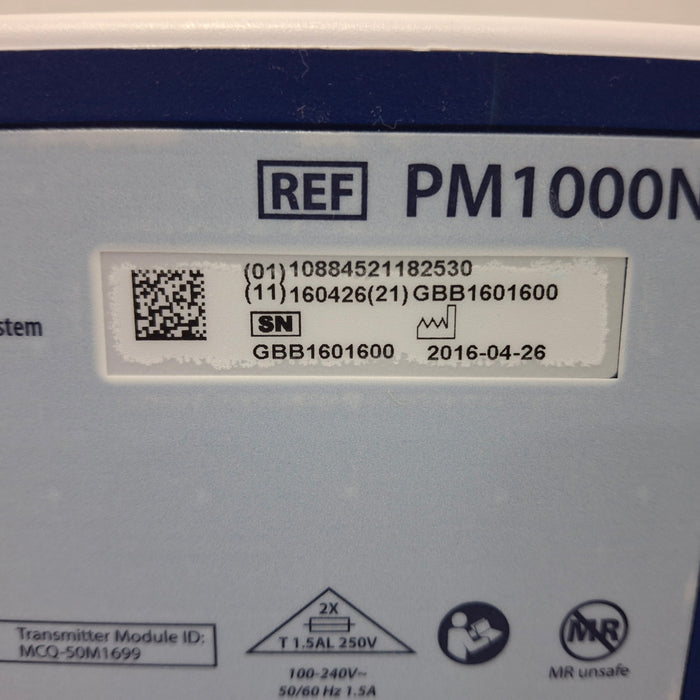 REF PM1000N
(01)10884521182530
(11)160426(21)GBB1601600
SN
GBB1601600 2016-04-26
stem
Transmitter Module ID:
MCQ-50M1699
2X
T 1.5AL 250V
100-240V~
50/60 Hz 1.5A
MR
MR unsafe